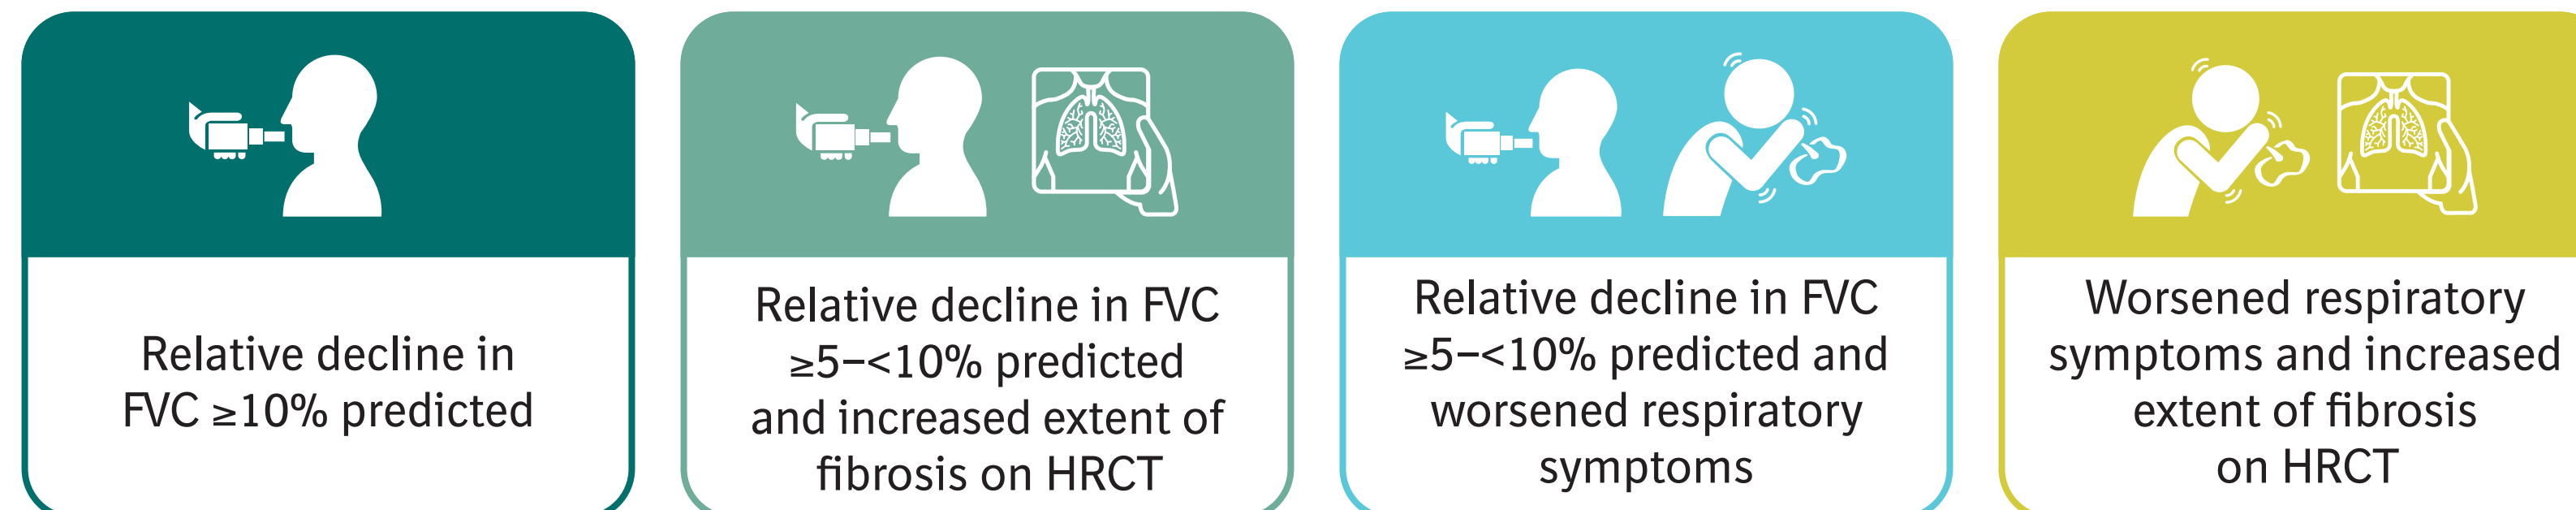 Relative decline in
FVC ≥10% predicted
Relative decline in FVC
≥5–<10% predicted
and increased extent of
fibrosis on HRCT
Relative decline in FVC
≥5–<10% predicted and
worsened respiratory
symptoms
Worsened respiratory
symptoms and increased
extent of fibrosis
on HRCT